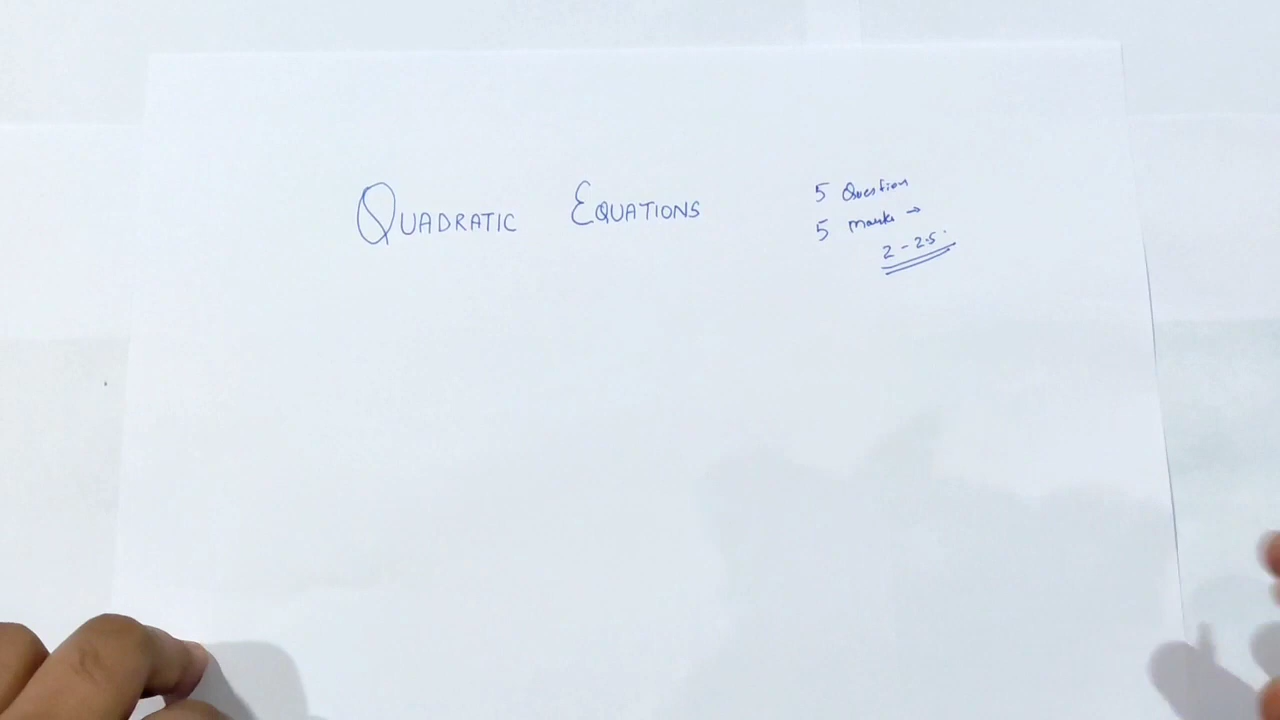 QUADRATIC EQUATIONS
5 Question
5 marks →
2 - 2.5.